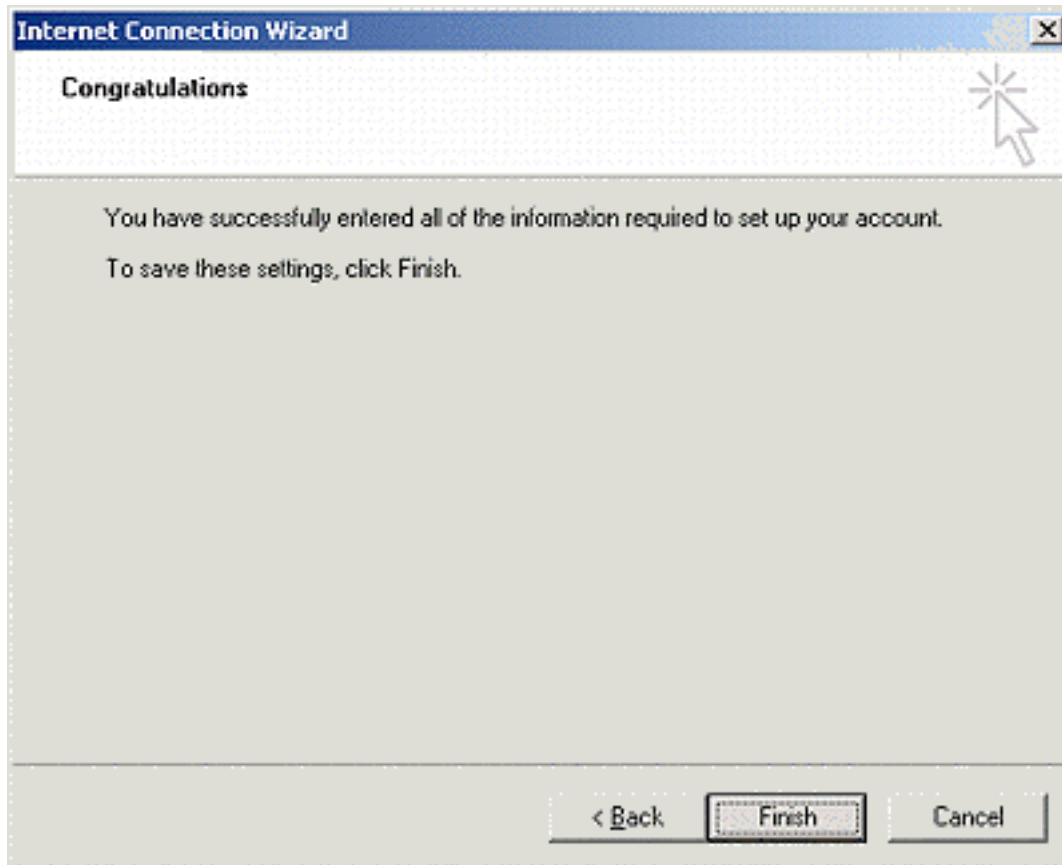 Internet Connection Wizard
Congratulations
You have successfully entered all of the information required to set up your account.
To save these settings, click Finish.
< Back Finish Cancel